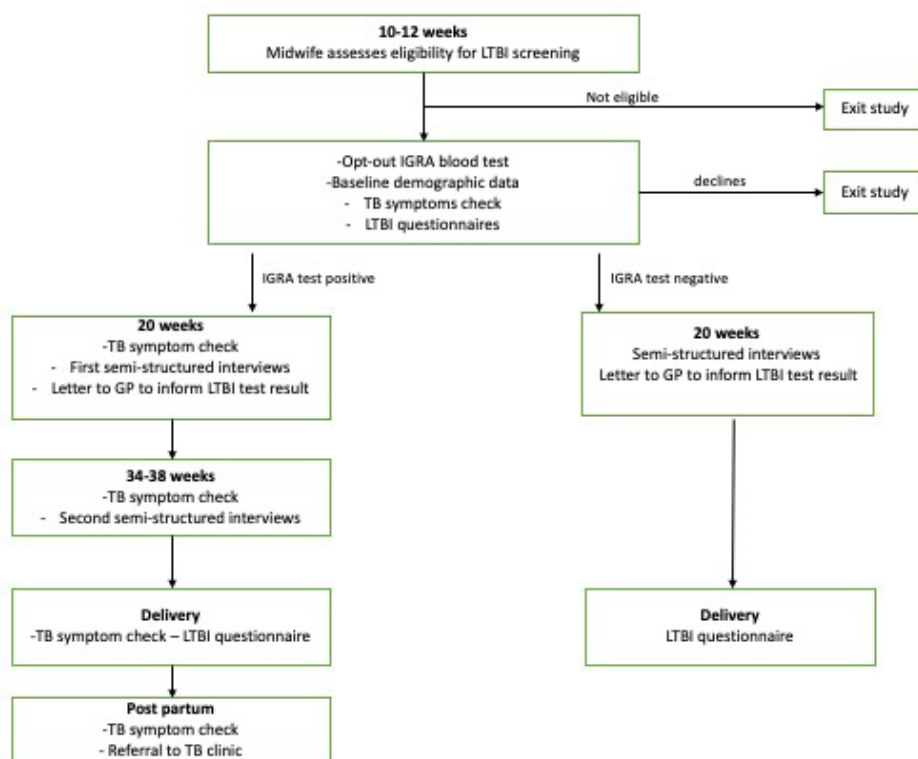 10-12 weeks
Midwife assesses eligibility for LTBI screening
Not eligible
Exit study
-Opt-out IGRA blood test
-Baseline demographic data
- TB symptoms check
- LTBI questionnaires
declines
Exit study
IGRA test positive
IGRA test negative
20 weeks
-TB symptom check
- First semi-structured interviews
- Letter to GP to inform LTBI test result
20 weeks
Semi-structured interviews
Letter to GP to inform LTBI test result
34-38 weeks
-TB symptom check
- Second semi-structured interviews
Delivery
-TB symptom check – LTBI questionnaire
Delivery
LTBI questionnaire
Post partum
-TB symptom check
- Referral to TB clinic